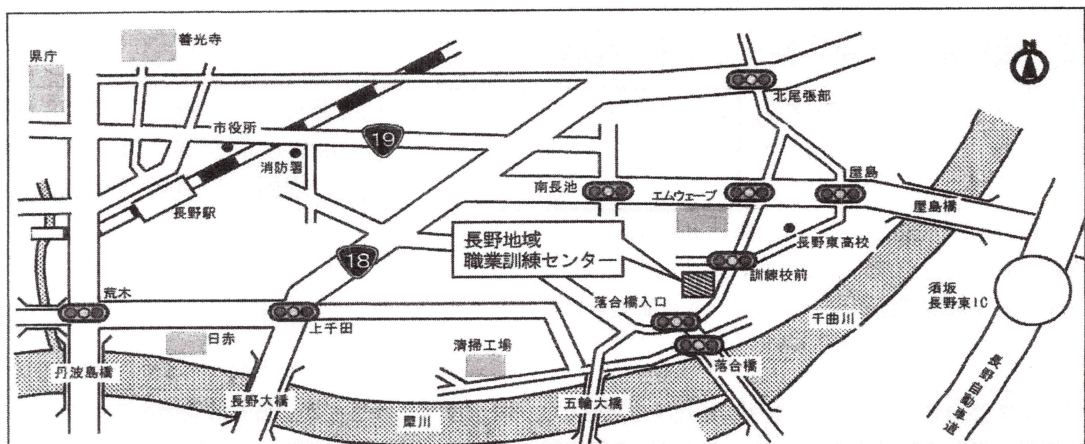 善光寺
県庁
N
北尾張部
市役所
19
消防署
南長池
エムウェーブ
屋島
屋島橋
長野駅
長野東高校
長野地域
職業訓練センター
18
訓練校前
荒木
落合橋入口
千曲川
須坂
長野東IC
上千田
日赤
清掃工場
落合橋
丹波島橋
長野大橋
五輪大橋
犀川
長野自動車道